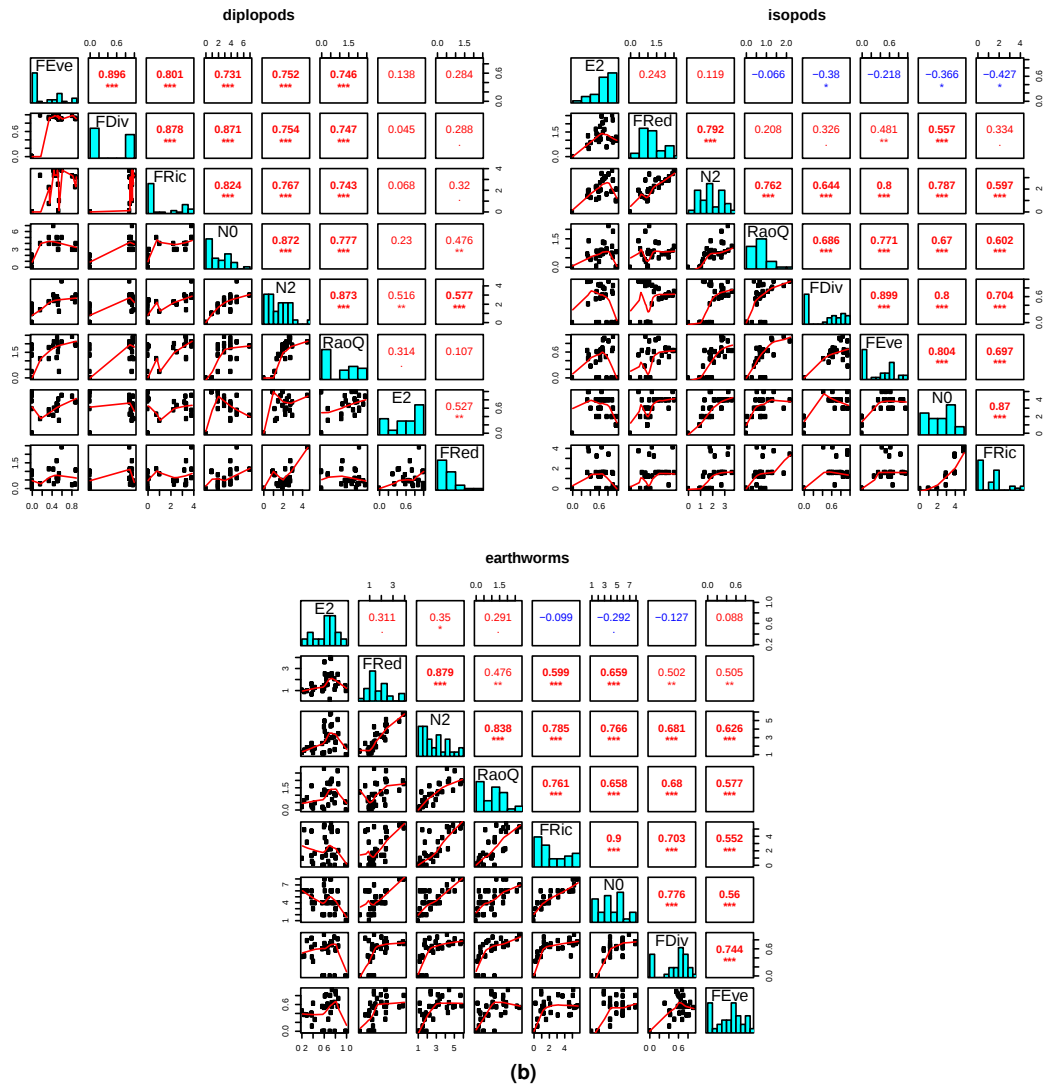 diplopods
0.0 0.6 0 2 4 6 0.0 1.5 0.0 1.5
FEve 0.896 0.801 0.731 0.752 0.746 0.138 0.284 0.0 0.6
*** *** *** *** ***
FDiv 0.878 0.871 0.754 0.747 0.045 0.288
0.0 0.6 *** *** *** *** .
FRic 0.824 0.767 0.743 0.068 0.32 0 2 4
*** *** *** .
N0 0.872 0.777 0.23 0.476
0 3 6 *** *** **
N2 0.873 0.516 0.577 0 2 4
*** ** ***
RaoQ 0.314 0.107
0.0 1.5 .
E2 0.527 0.0 0.6
**
FRed
0.0 1.5
0.0 0.4 0.8 0 1 2 3 4 0 1 2 3 4 0.0 0.6
isopods
0.0 1.5 0.0 1.0 2.0 0.0 0.6 0 2 4
E2 0.243 0.119 −0.066 −0.38 −0.218 −0.366 −0.427 0.0 0.6
* * *
FRed 0.792 0.208 0.326 0.481 0.557 0.334
0.0 1.5 *** . ** *** .
N2 0.762 0.644 0.8 0.787 0.597 0 2
*** *** *** *** ***
RaoQ 0.686 0.771 0.67 0.602
0.0 1.5 *** *** *** ***
FDiv 0.899 0.8 0.704 0.0 0.6
*** *** ***
FEve 0.804 0.697
0.0 0.6 *** ***
N0 0.87 0 2 4
***
FRic
0 2 4
0.0 0.6 0 1 2 3 0.0 0.6 0 2 4
earthworms
1 3 0.0 1.5 1 3 5 7 0.0 0.6
E2 0.311 0.35 0.291 −0.099 −0.292 −0.127 0.088 0.2 0.6 1.0
. * . .
FRed 0.879 0.476 0.599 0.659 0.502 0.505
1 3 *** ** *** *** ** **
N2 0.838 0.785 0.766 0.681 0.626 1 3 5
*** *** *** *** ***
RaoQ 0.761 0.658 0.68 0.577
0.0 1.5 *** *** *** ***
FRic 0.9 0.703 0.552 0 2 4
*** *** ***
N0 0.776 0.56
1 4 7 *** ***
FDiv 0.744 0.0 0.6
***
FEve
0.0 0.6
0.2 0.6 1.0 1 3 5 0 2 4 0.0 0.6
(b)